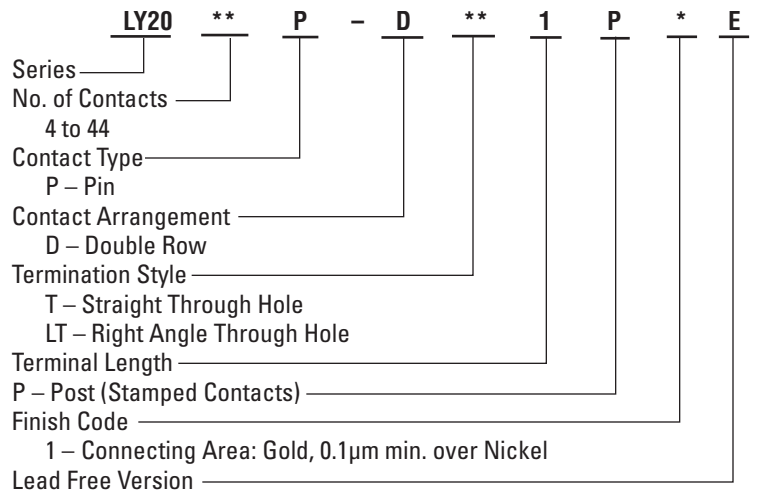 LY20 ** P – D ** 1 P * E
Series
No. of Contacts
4 to 44
Contact Type
P – Pin
Contact Arrangement
D – Double Row
Termination Style
T – Straight Through Hole
LT – Right Angle Through Hole
Terminal Length
P – Post (Stamped Contacts)
Finish Code
1 – Connecting Area: Gold, 0.1µm min. over Nickel
Lead Free Version